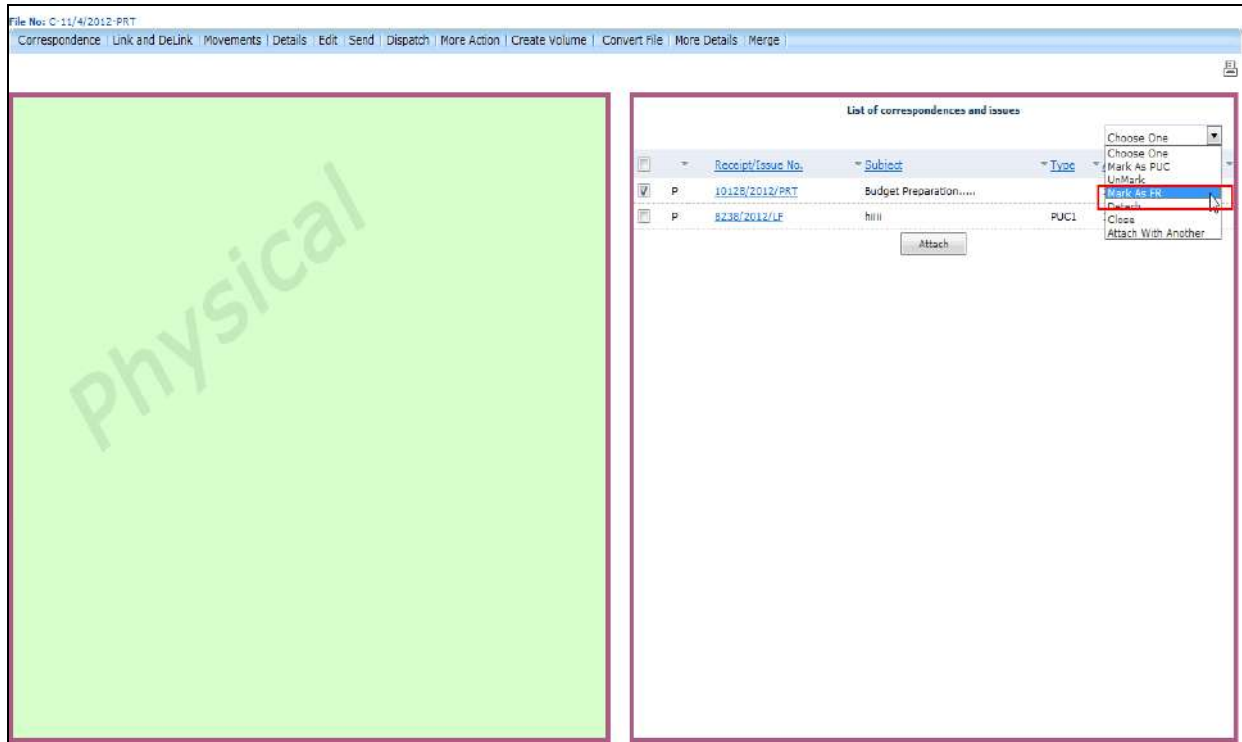 File No: C-11/4/2012-PRT
Correspondence Link and DeLink Movements Details Edit Send Dispatch More Action Create Volume Convert File More Details Merge
List of correspondences and issues
Choose One
Choose One
Mark As PUC
UnMark
Mark As FR
Detach
Close
Attach With Another
Receipt/Issue No. Subject Type
P 10128/2012/PRT Budget Preparation.....
P 8238/2012/LF PUC1
Attach
Physical